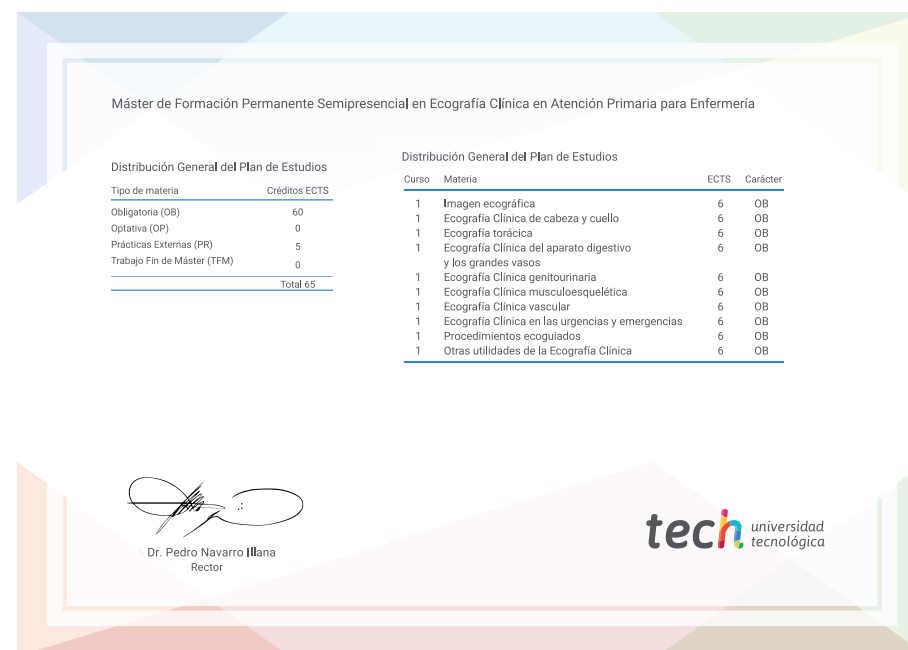 Máster de Formación Permanente Semipresencial en Ecografía Clínica en Atención Primaria para Enfermería
Distribución General del Plan de Estudios
Tipo de materia Créditos ECTS
Obligatoria (OB) 60
Optativa (OP) 0
Prácticas Externas (PR) 5
Trabajo Fin de Máster (TFM) 0
Total 65
Distribución General del Plan de Estudios
Curso Materia ECTS Carácter
1 Imagen ecográfica 6 OB
1 Ecografía Clínica de cabeza y cuello 6 OB
1 Ecografía torácica 6 OB
1 Ecografía Clínica del aparato digestivo 6 OB
y los grandes vasos
1 Ecografía Clínica genitourinaria 6 OB
1 Ecografía Clínica musculoesquelética 6 OB
1 Ecografía Clínica vascular 6 OB
1 Ecografía Clínica en las urgencias y emergencias 6 OB
1 Procedimientos ecoguiados 6 OB
1 Otras utilidades de la Ecografía Clínica 6 OB
Dr. Pedro Navarro Illana
Rector
tech universidad
tecnológica